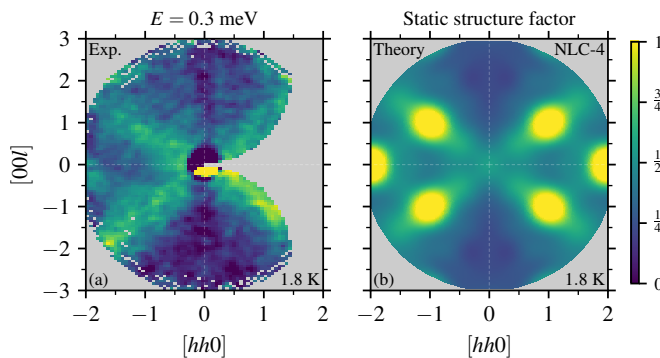 E = 0.3 meV
Static structure factor
Exp.
Theory
NLC-4
[00l]
3
2
1
0
−1
−2
−3
(a)
1.8 K
(b)
1.8 K
−2
−1
0
1
2
−2
−1
0
1
2
[hh0]
[hh0]
3
2
1
0
−1
−2
−3
1
3/4
1/2
1/4
0